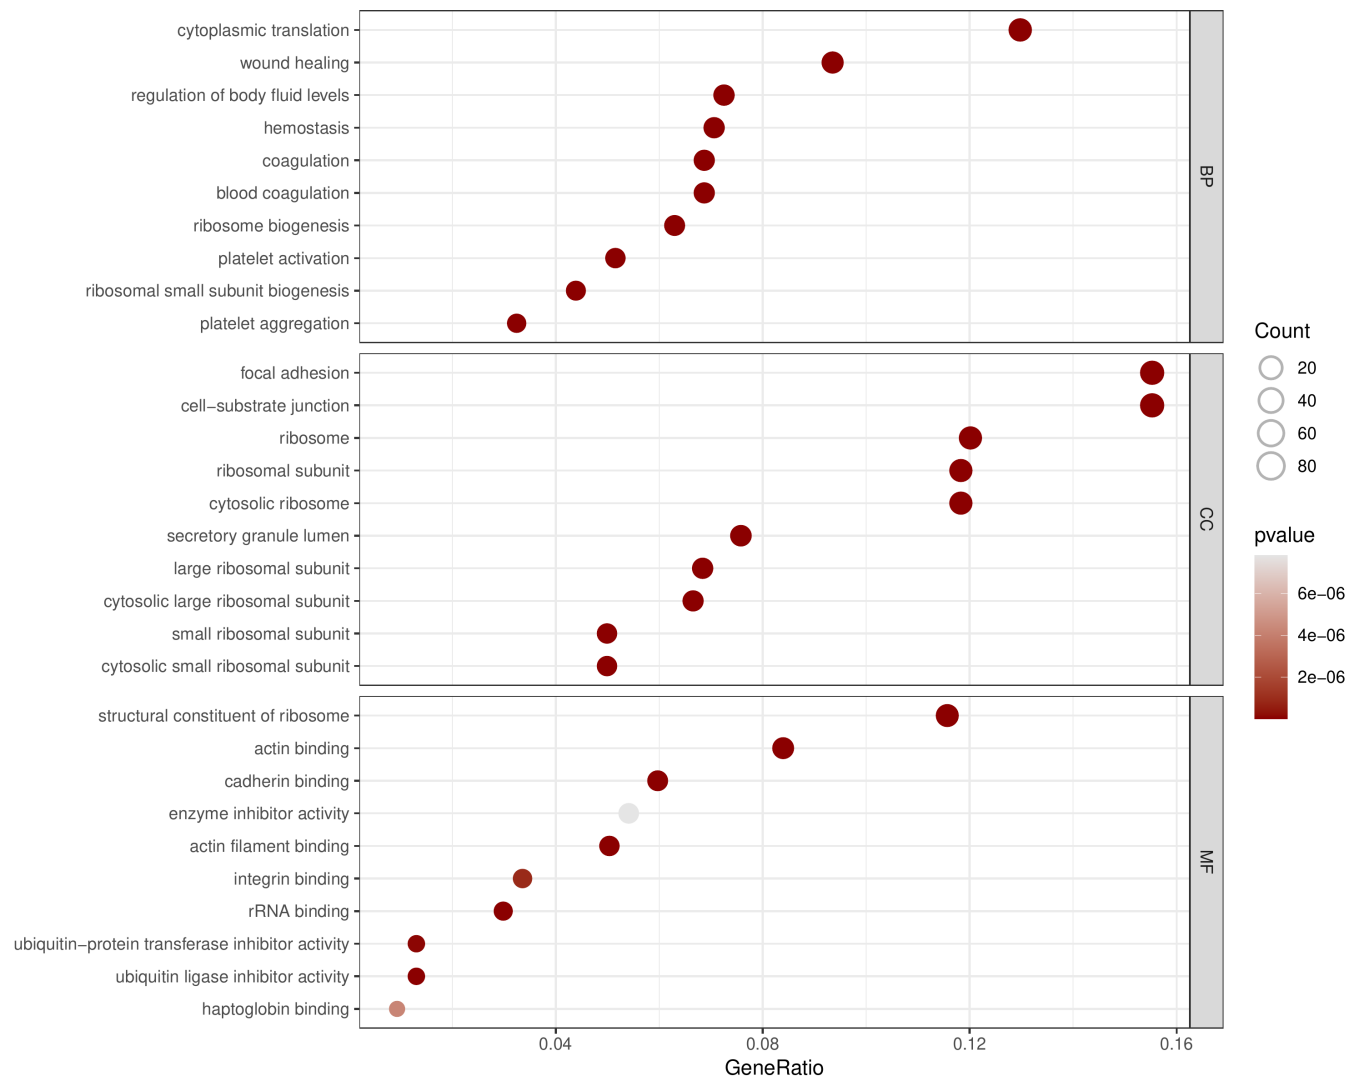 cytoplasmic translation
wound healing
regulation of body fluid levels
hemostasis
coagulation
blood coagulation
ribosome biogenesis
platelet activation
ribosomal small subunit biogenesis
platelet aggregation
BP
focal adhesion
cell−substrate junction
ribosome
ribosomal subunit
cytosolic ribosome
secretory granule lumen
large ribosomal subunit
cytosolic large ribosomal subunit
small ribosomal subunit
cytosolic small ribosomal subunit
CC
structural constituent of ribosome
actin binding
cadherin binding
enzyme inhibitor activity
actin filament binding
integrin binding
rRNA binding
ubiquitin−protein transferase inhibitor activity
ubiquitin ligase inhibitor activity
haptoglobin binding
MF
0.04 0.08 0.12 0.16
GeneRatio
Count
20
40
60
80
pvalue
6e−06
4e−06
2e−06